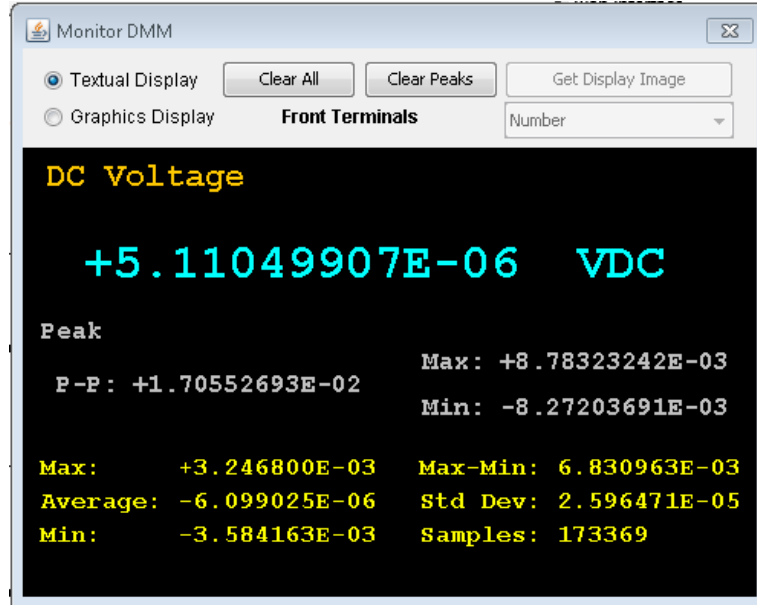 Monitor DMM
Textual Display Clear All Clear Peaks Get Display Image
Graphics Display Front Terminals Number
DC Voltage
+5.11049907E-06 VDC
Peak
P-P: +1.70552693E-02
Max: +8.78323242E-03
Min: -8.27203691E-03
Max: +3.246800E-03 Max-Min: 6.830963E-03
Average: -6.099025E-06 Std Dev: 2.596471E-05
Min: -3.584163E-03 Samples: 173369